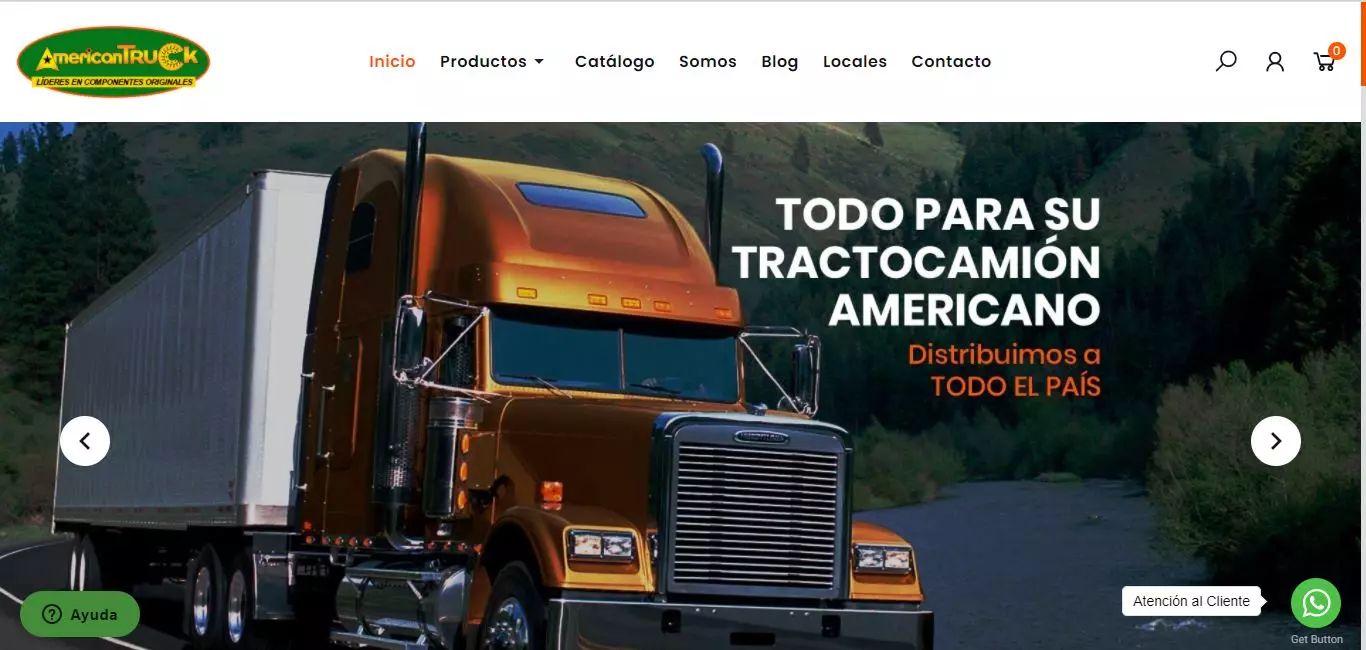 AmericanTRUCK
LÍDERES EN COMPONENTES ORIGINALES
Inicio
Productos
Catálogo
Somos
Blog
Locales
Contacto
0
TODO PARA SU
TRACTOCAMIÓN
AMERICANO
Distribuimos a
TODO EL PAÍS
Ayuda
Atención al Cliente
Get Button